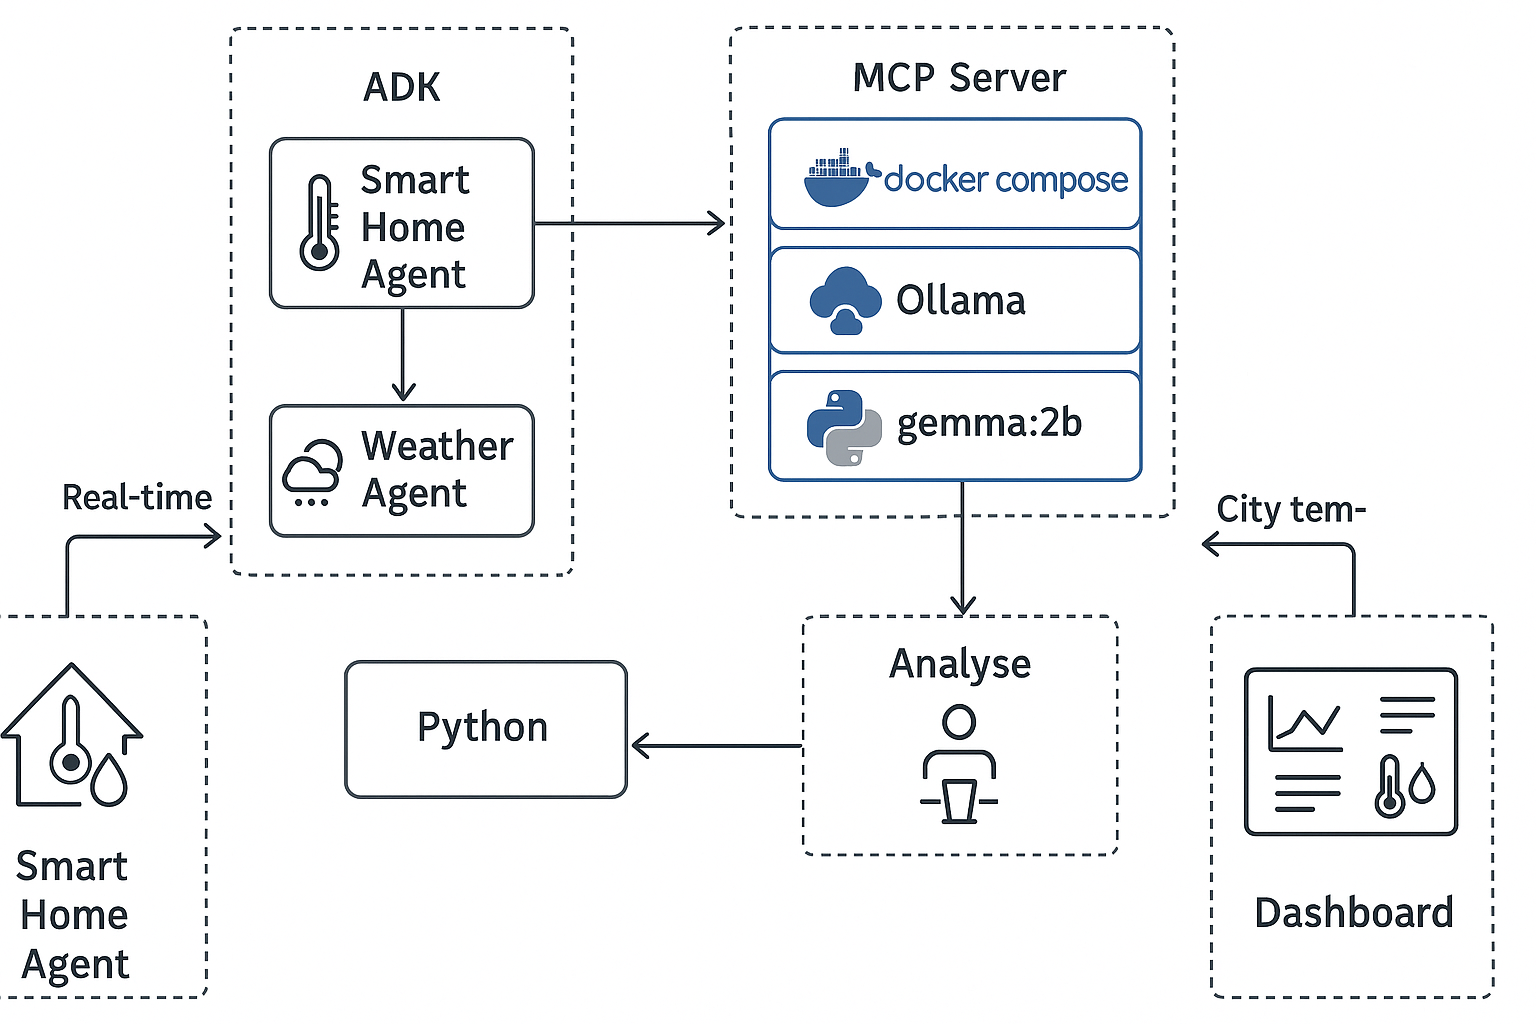 ADK
Smart
Home
Agent
Weather
Agent
MCP Server
docker compose
Ollama
gemma:2b
Real-time
City tem-
Smart
Home
Agent
Python
Analyse
Dashboard